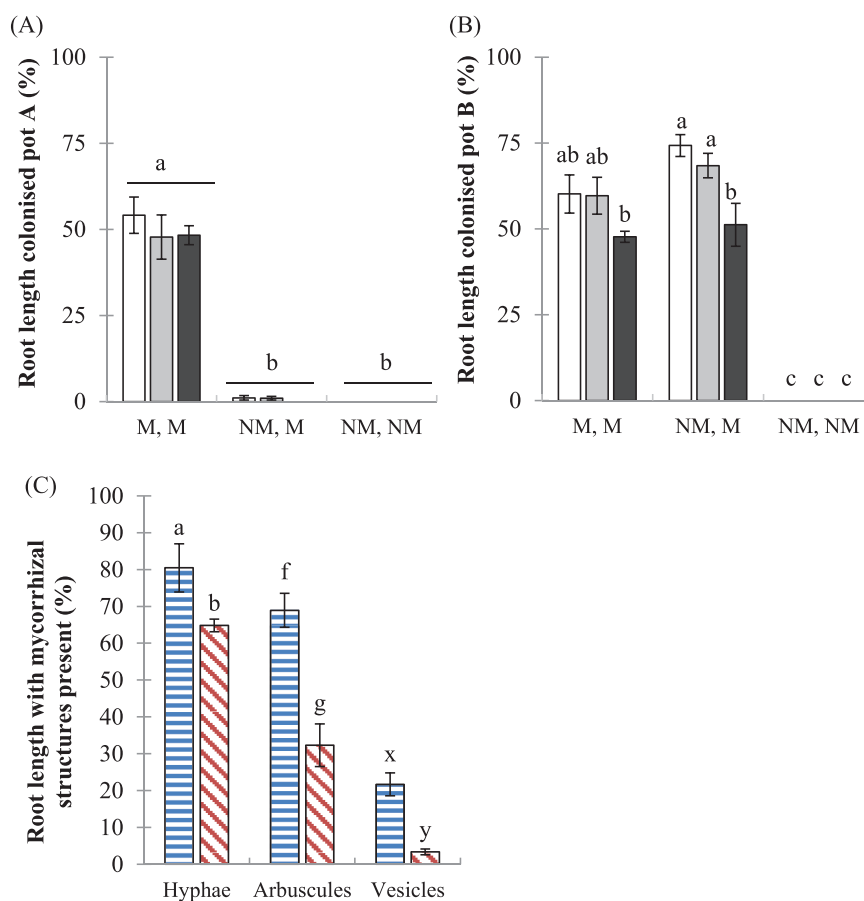 (A)
Root length colonised pot A (%)
100
75
50
25
0
a
b
b
M, M
NM, M
NM, NM
(B)
Root length colonised pot B (%)
100
75
50
25
0
ab ab b
a a b
c c c
M, M
NM, M
NM, NM
(C)
Root length with mycorrhizal
structures present (%)
100
90
80
70
60
50
40
30
20
10
0
a
b
f
g
x
y
Hyphae
Arbuscules
Vesicles